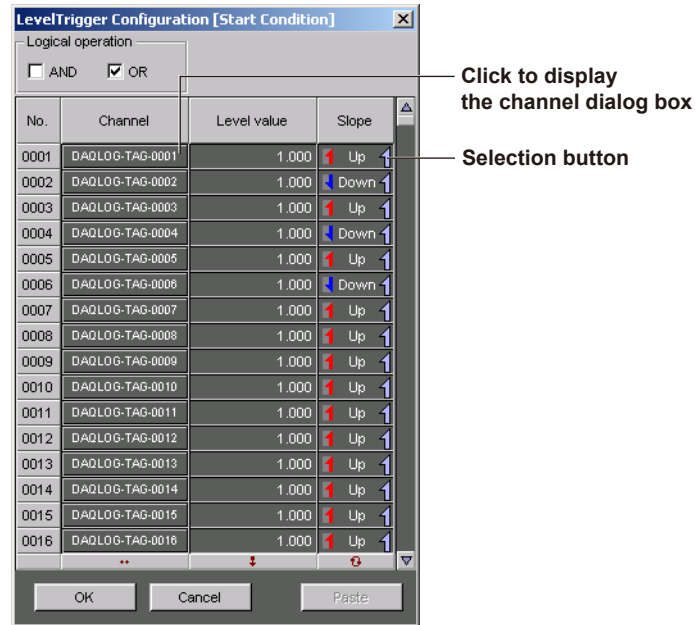 LevelTrigger Configuration [Start Condition]
Logical operation
AND OR
Click to display
the channel dialog box
No. Channel Level value Slope
0001 DAQLOG-TAG-0001 1.000 Up
Selection button
0002 DAQLOG-TAG-0002 1.000 Down
0003 DAQLOG-TAG-0003 1.000 Up
0004 DAQLOG-TAG-0004 1.000 Down
0005 DAQLOG-TAG-0005 1.000 Up
0006 DAQLOG-TAG-0006 1.000 Down
0007 DAQLOG-TAG-0007 1.000 Up
0008 DAQLOG-TAG-0008 1.000 Up
0009 DAQLOG-TAG-0009 1.000 Up
0010 DAQLOG-TAG-0010 1.000 Up
0011 DAQLOG-TAG-0011 1.000 Up
0012 DAQLOG-TAG-0012 1.000 Up
0013 DAQLOG-TAG-0013 1.000 Up
0014 DAQLOG-TAG-0014 1.000 Up
0015 DAQLOG-TAG-0015 1.000 Up
0016 DAQLOG-TAG-0016 1.000 Up
OK Cancel Paste